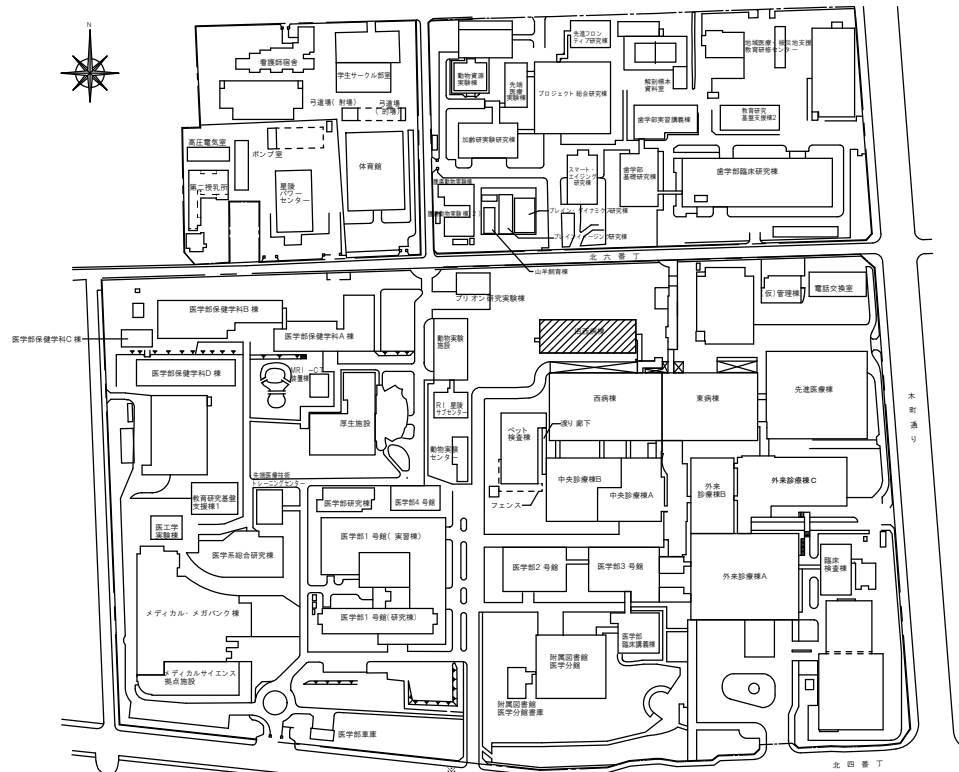 N
看護師宿舎
学生サークル部室
弓道場(射場)
弓道場
(的場)
高圧電気室
ポンプ室
第二授乳所
星陵
パワー
センター
体育館
先進フロン
ティア研究棟
動物資源
実験棟
先端
医療
実験棟
プロジェクト総合研究棟
解剖標本
資料室
地域医療・被災地支援
教育研修センター
加齢研実験研究棟
歯学部実習講義棟
教育研究
基盤支援棟2
スマート・
エイジング
研究棟
歯学部
基礎研究棟
歯学部臨床研究棟
ブレイン・ダイナミクス研究棟
ブレインイメージング研究棟
山羊飼育棟
北六番丁
プリオン研究実験棟
(仮)管理棟
電話交換室
医学部保健学科B棟
医学部保健学科A棟
医学部保健学科C棟
医学部保健学科D棟
MRI-CT
装置棟
動物実験
施設
旧西病棟
西病棟
東病棟
先進医療棟
木町通り
厚生施設
RI星陵
サブセンター
動物実験
センター
ペット
検査棟
渡り廊下
フェンス
中央診療棟B
中央診療棟A
外来
診療棟B
外来診療棟C
先端医療技術
トレーニングセンター
教育研究基盤
支援棟1
医学部研究棟
医学部4号館
医工学
実験棟
医学系総合研究棟
医学部1号館(実習棟)
医学部2号館
医学部3号館
外来診療棟A
臨床
検査棟
メディカル・メガバンク棟
医学部1号館(研究棟)
医学部
臨床講義棟
附属図書館
医学分館
メディカルサイエンス
拠点施設
附属図書館
医学分館書庫
医学部車庫
北四番丁